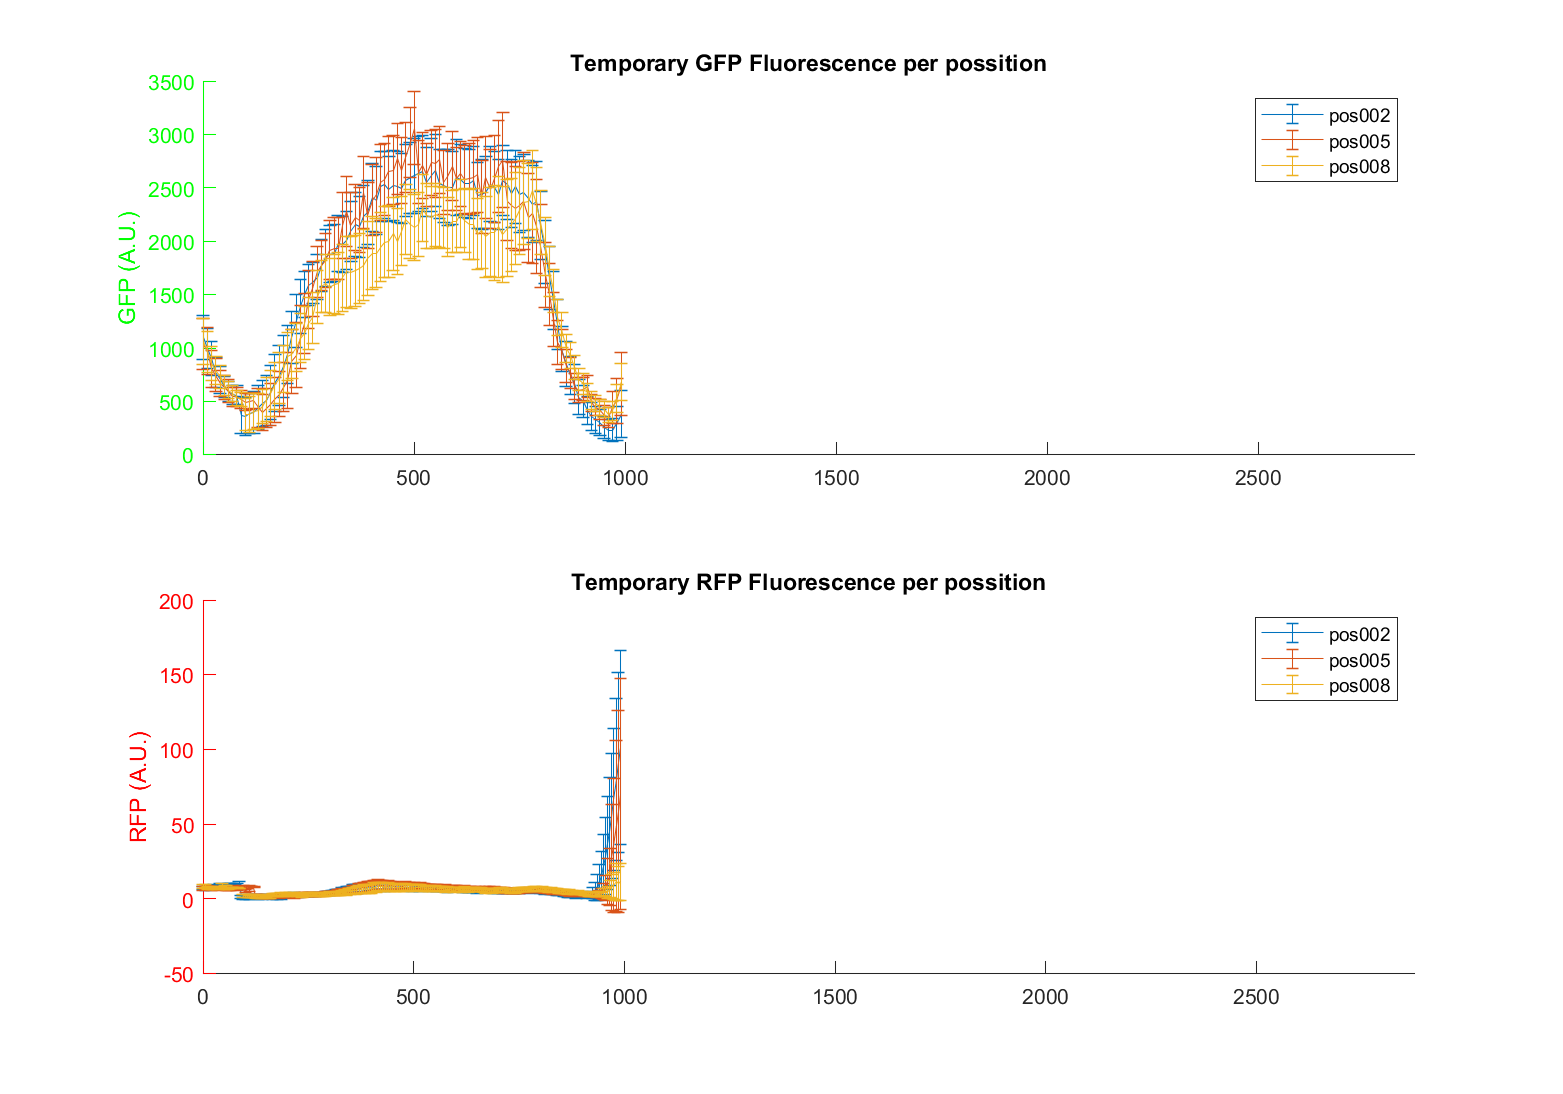 Temporary GFP Fluorescence per possition
3500
3000
2500
2000
1500
1000
500
0
GFP (A.U.)
pos002
pos005
pos008
0 500 1000 1500 2000 2500
Temporary RFP Fluorescence per possition
200
150
100
50
0
-50
RFP (A.U.)
pos002
pos005
pos008
0 500 1000 1500 2000 2500